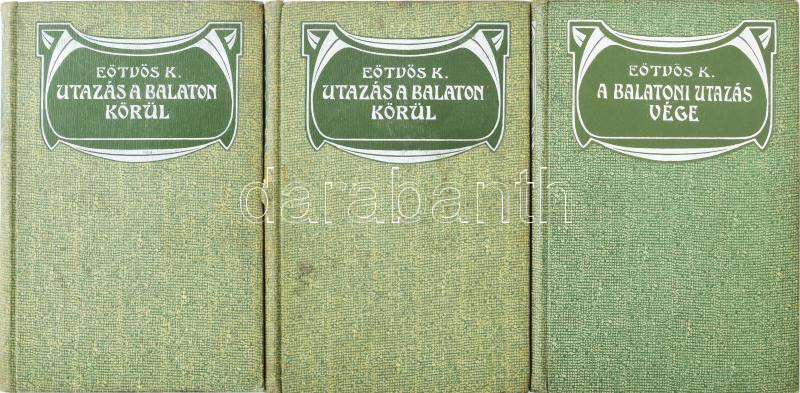 EÖTVÖS K.
UTAZÁS A BALATON
KÖRÜL
EÖTVÖS K.
UTAZÁS A BALATON
KÖRÜL
EÖTVÖS K.
A BALATONI UTAZÁS
VÉGE
darabanth